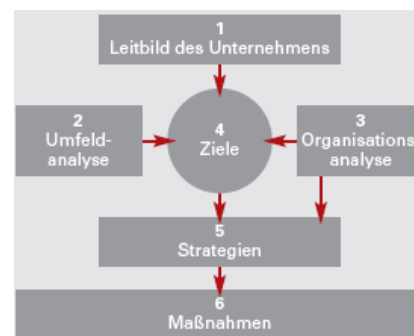 1
Leitbild des Unternehmens
2
Umfeld-
analyse
4
Ziele
3
Organisations
analyse
5
Strategien
6
Maßnahmen